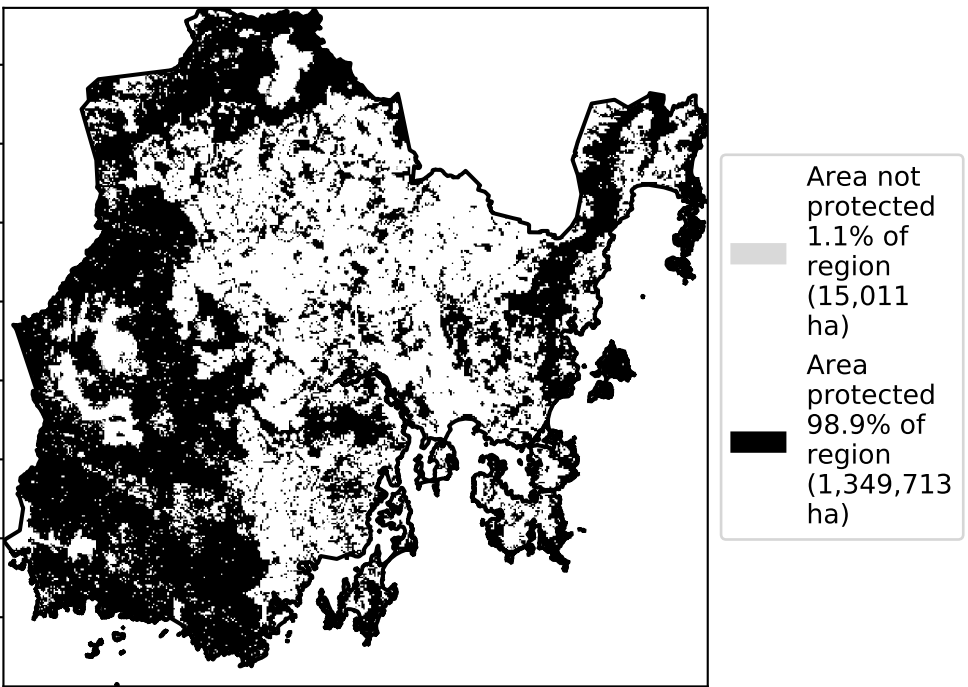 Area not
protected
1.1% of
region
(15,011
ha)
Area
protected
98.9% of
region
(1,349,713
ha)